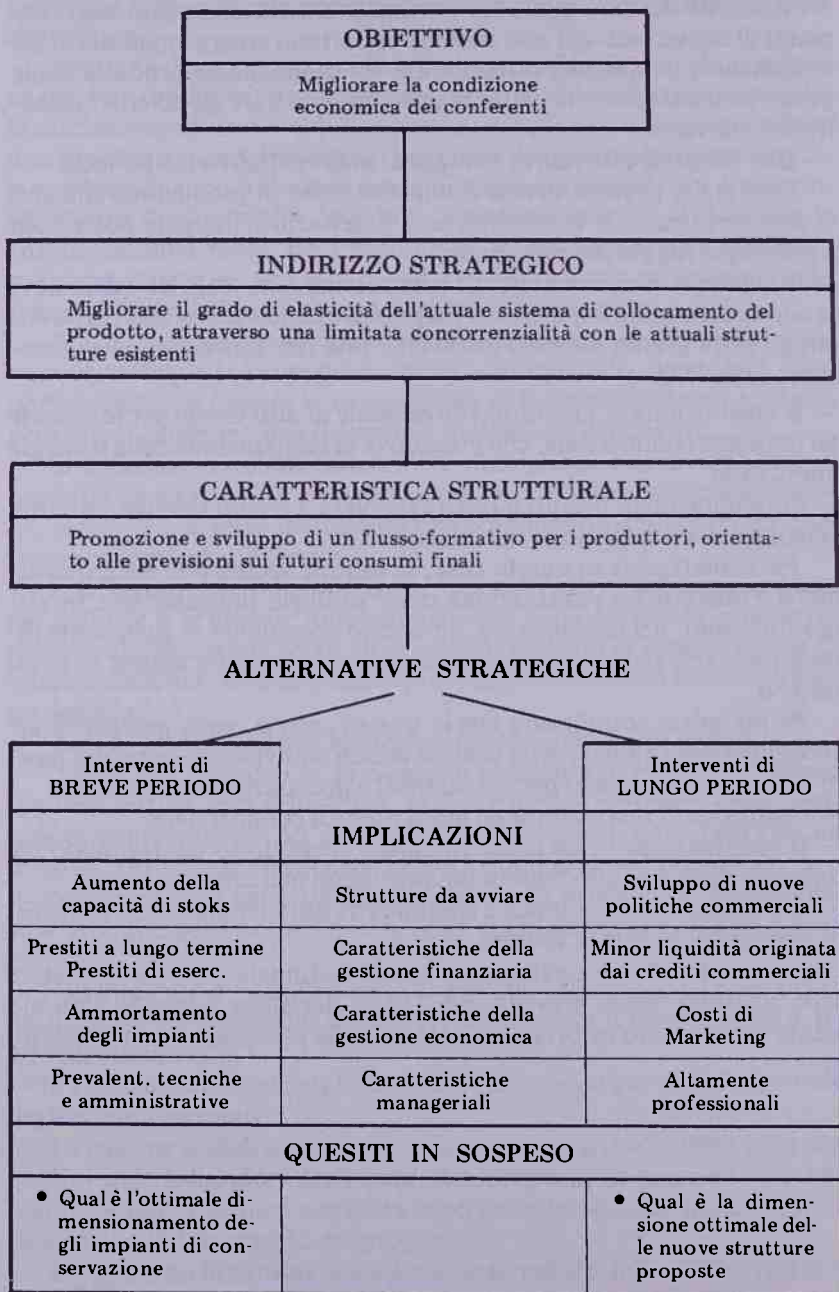 OBIETTIVO
Migliorare la condizione
economica dei conferenti
INDIRIZZO STRATEGICO
Migliorare il grado di elasticità dell'attuale sistema di collocamento del
prodotto, attraverso una limitata concorrenzialità con le attuali strut-
ture esistenti
CARATTERISTICA STRUTTURALE
Promozione e sviluppo di un flusso-formativo per i produttori, orienta-
to alle previsioni sui futuri consumi finali
ALTERNATIVE STRATEGICHE
Interventi di
BREVE PERIODO
Interventi di
LUNGO PERIODO
IMPLICAZIONI
Aumento della
capacità di stoks
Strutture da avviare
Sviluppo di nuove
politiche commerciali
Prestiti a lungo termine
Prestiti di eserc.
Caratteristiche della
gestione finanziaria
Minor liquidità originata
dai crediti commerciali
Ammortamento
degli impianti
Caratteristiche della
gestione economica
Costi di
Marketing
Prevalent. tecniche
e amministrative
Caratteristiche
manageriali
Altamente
professionali
QUESITI IN SOSPESO
• Qual è l'ottimale di-
mensionamento de-
gli impianti di con-
servazione
• Qual è la dimen-
sione ottimale del-
le nuove strutture
proposte